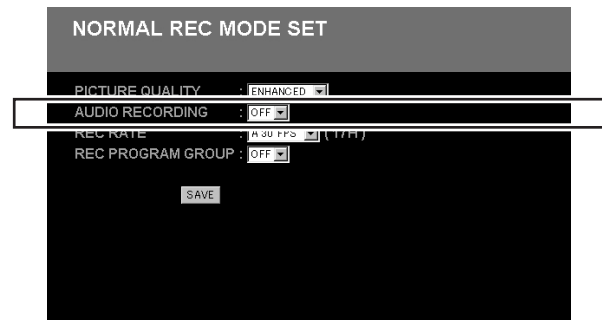 NORMAL REC MODE SET
PICTURE QUALITY : ENHANCED
AUDIO RECORDING : OFF
REC RATE : A 30 FPS (17H)
REC PROGRAM GROUP : OFF
SAVE